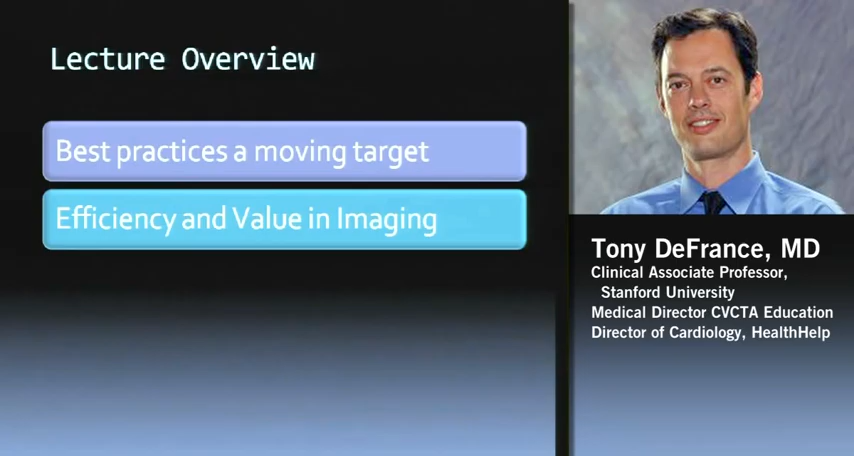 Lecture Overview
Best practices a moving target
Efficiency and Value in Imaging
Tony DeFrance, MD
Clinical Associate Professor,
Stanford University
Medical Director CVCTA Education
Director of Cardiology, HealthHelp